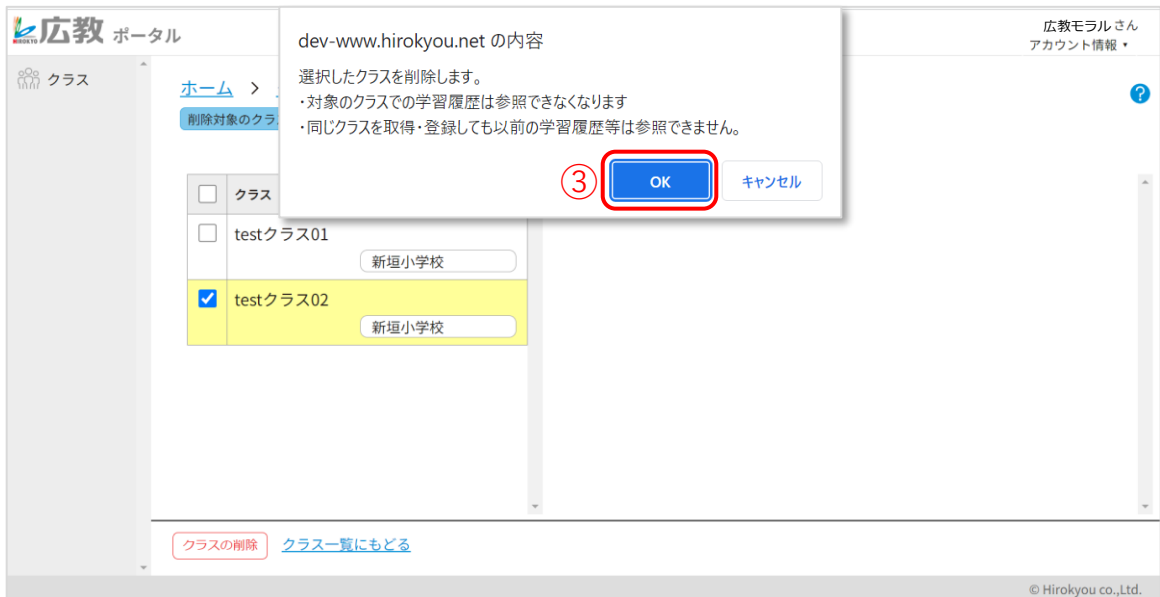 HIROKYO 広教 ポータル
広教モラル さん
アカウント情報 ▼
クラス
ホーム >
削除対象のクラ
dev-www.hirokyou.net の内容
選択したクラスを削除します。
・対象のクラスでの学習履歴は参照できなくなります
・同じクラスを取得・登録しても以前の学習履歴等は参照できません。
③ OK キャンセル
?
クラス
testクラス01
新垣小学校
testクラス02
新垣小学校
クラスの削除 クラス一覧にもどる
© Hirokyou co.,Ltd.